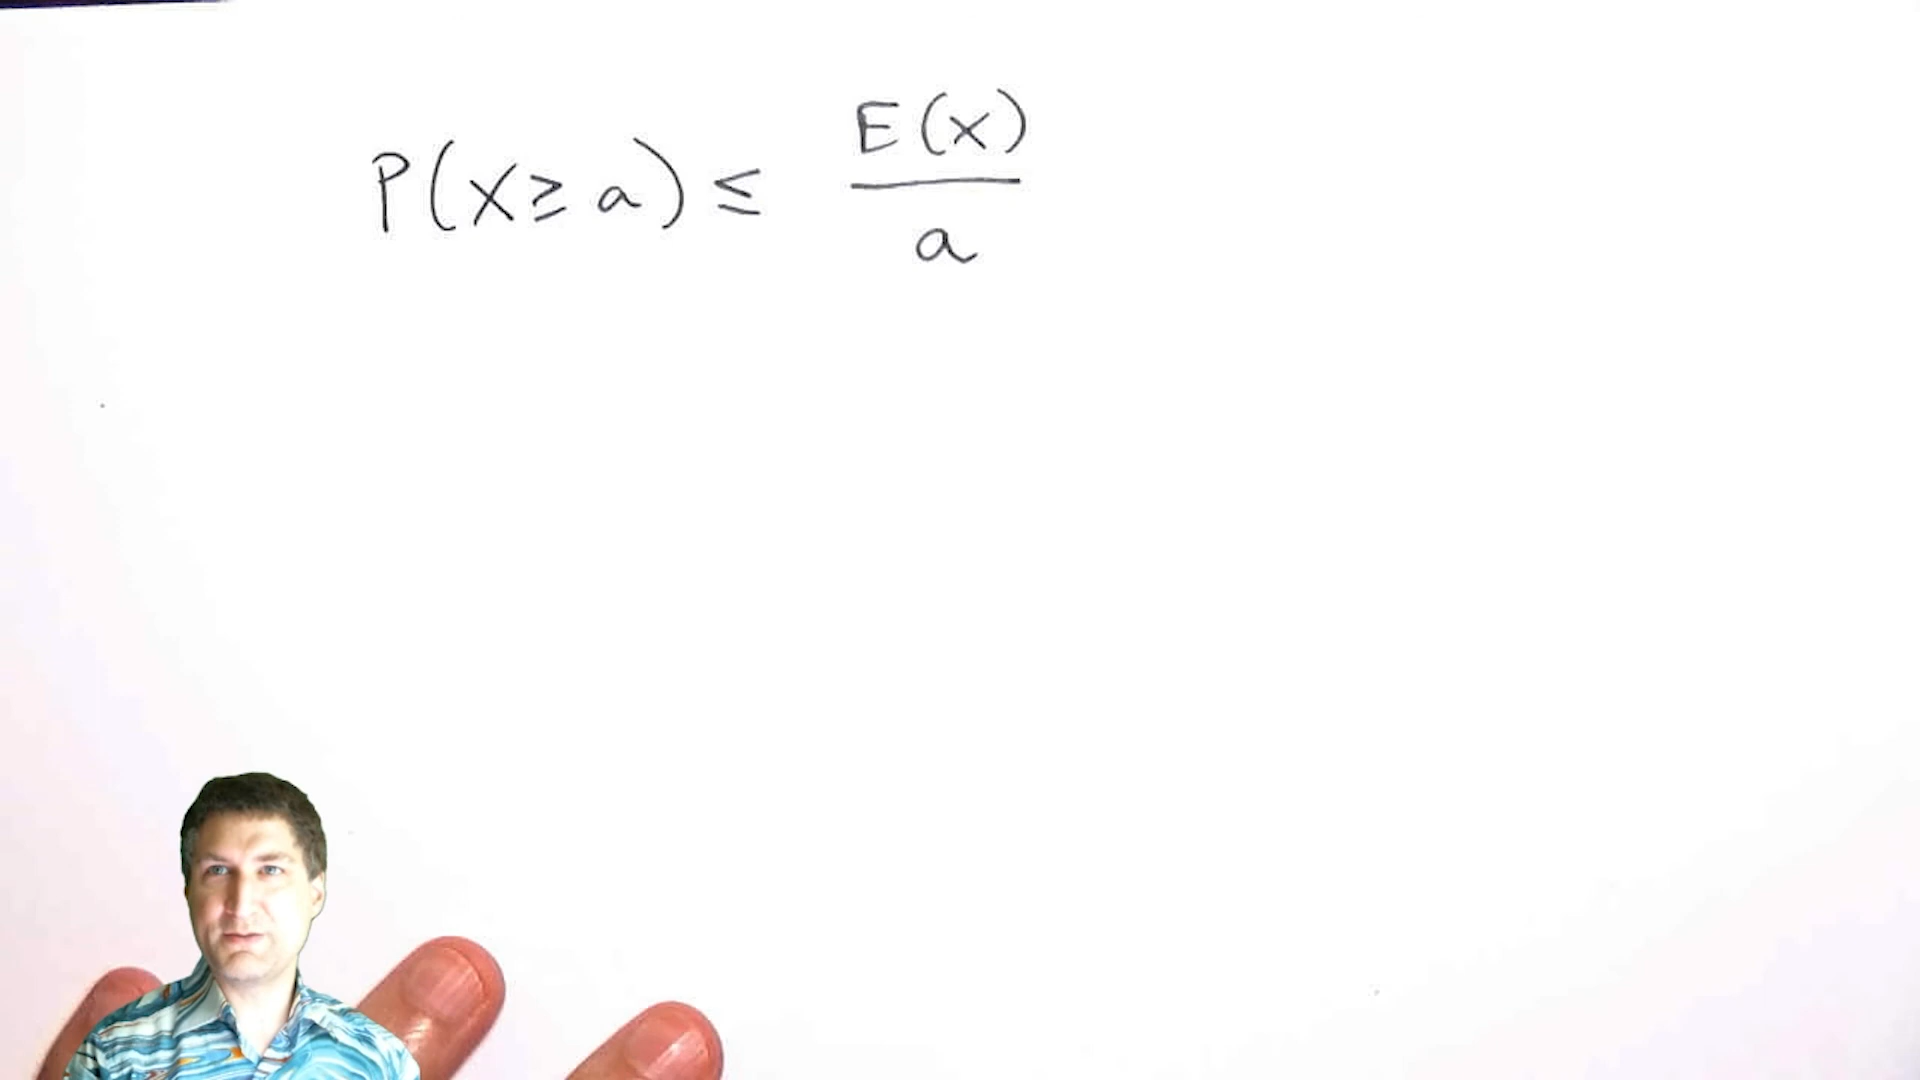 P(X ≥ a) ≤ E(X) / a